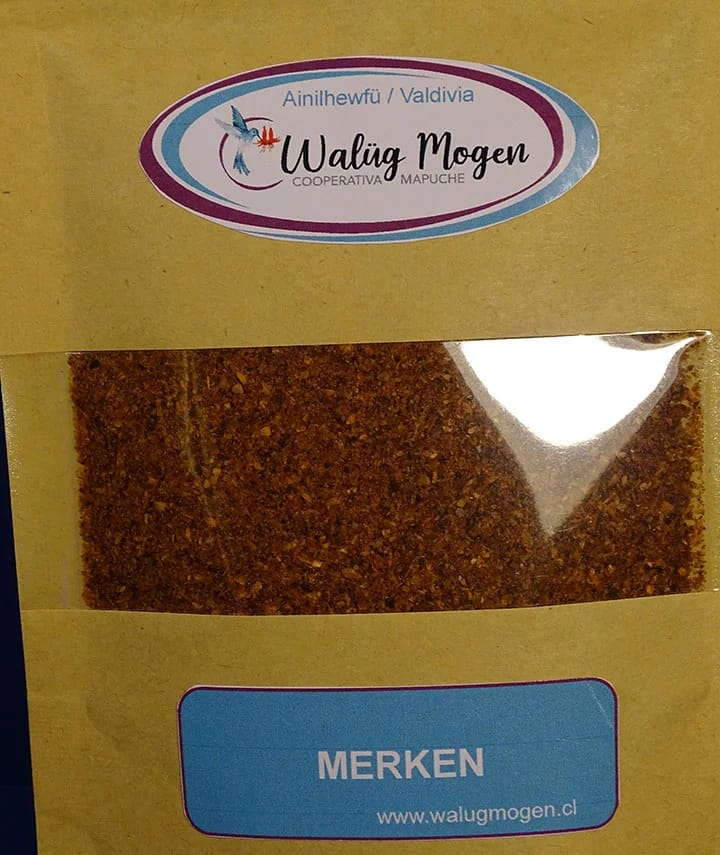 Ainilhewfü / Valdivia
Walüg Mogen
COOPERATIVA MAPUCHE
MERKEN
www.walugmogen.cl